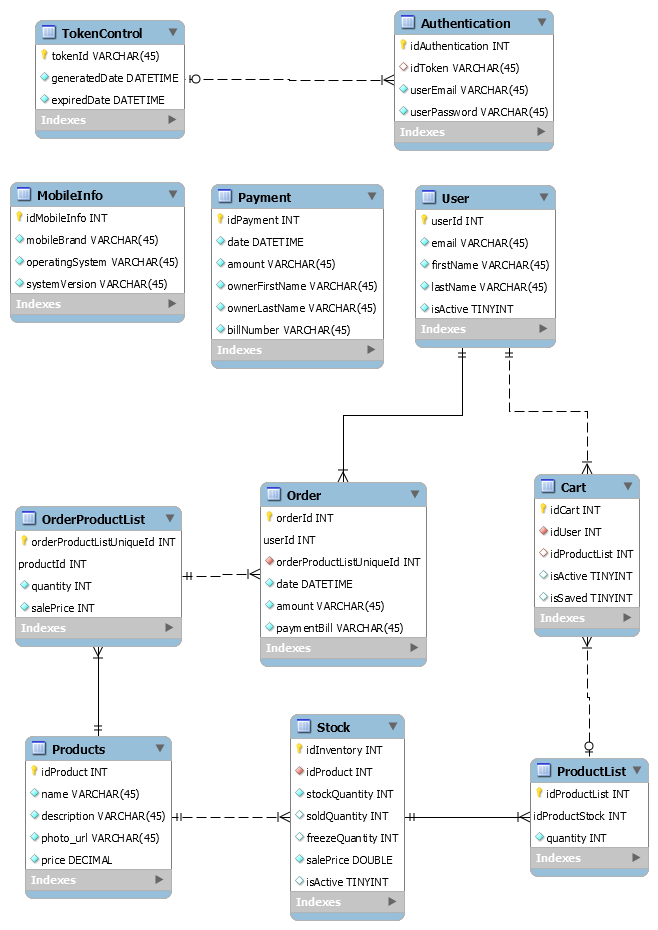 TokenControl
tokenId VARCHAR(45)
generatedDate DATETIME
expiredDate DATETIME
Indexes
Authentication
idAuthentication INT
idToken VARCHAR(45)
userEmail VARCHAR(45)
userPassword VARCHAR(45)
Indexes
MobileInfo
idMobileInfo INT
mobileBrand VARCHAR(45)
operatingSystem VARCHAR(45)
systemVersion VARCHAR(45)
Indexes
Payment
idPayment INT
date DATETIME
amount VARCHAR(45)
ownerFirstName VARCHAR(45)
ownerLastName VARCHAR(45)
billNumber VARCHAR(45)
Indexes
User
userId INT
email VARCHAR(45)
firstName VARCHAR(45)
lastName VARCHAR(45)
isActive TINYINT
Indexes
OrderProductList
orderProductListUniqueId INT
productId INT
quantity INT
salePrice INT
Indexes
Order
orderId INT
userId INT
orderProductListUniqueId INT
date DATETIME
amount VARCHAR(45)
paymentBill VARCHAR(45)
Indexes
Cart
idCart INT
idUser INT
idProductList INT
isActive TINYINT
isSaved TINYINT
Indexes
Products
idProduct INT
name VARCHAR(45)
description VARCHAR(45)
photo_url VARCHAR(45)
price DECIMAL
Indexes
Stock
idInventory INT
idProduct INT
stockQuantity INT
soldQuantity INT
freezeQuantity INT
salePrice DOUBLE
isActive TINYINT
Indexes
ProductList
idProductList INT
idProductStock INT
quantity INT
Indexes